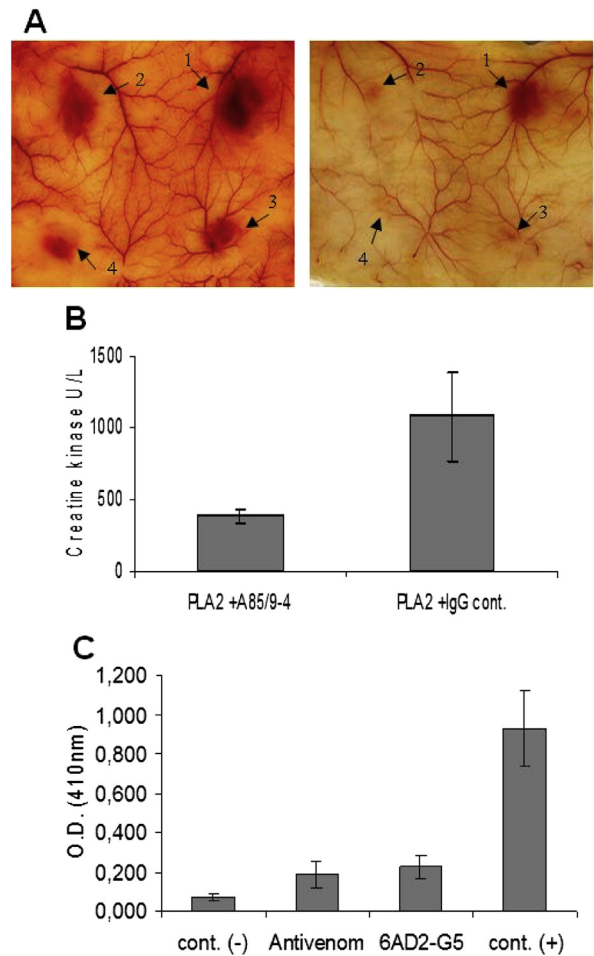 A
1
2
3
4
1
2
3
4
B
Creatine kinase U/L
1500
1000
500
0
PLA2 +A85/9-4
PLA2 +IgG cont.
C
O.D. (410nm)
1,200
1,000
0,800
0,600
0,400
0,200
0,000
cont. (-)
Antivenom
6AD2-G5
cont. (+)